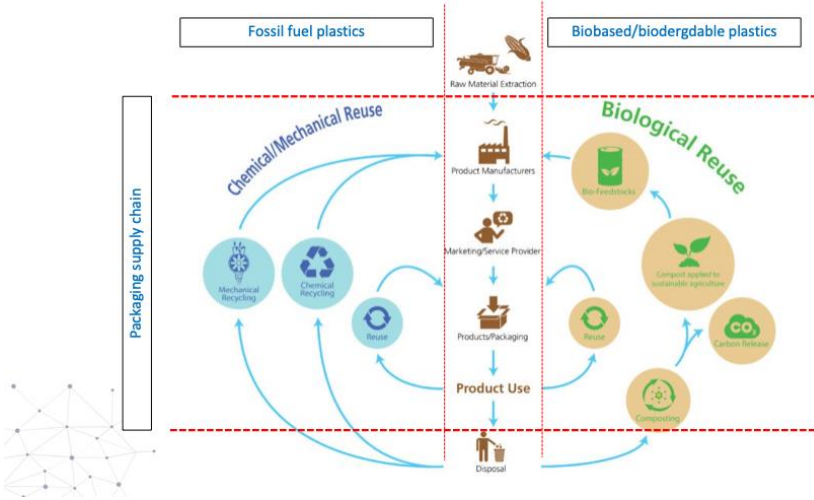 Fossil fuel plastics
Biobased/biodergdable plastics
Raw Material Extraction
Packaging supply chain
Chemical/Mechanical Reuse
Biological Reuse
Product Manufacturers
Bio-Feedstocks
Marketing/Service Provider
Mechanical
Recycling
Chemical
Recycling
Compost applied to
sustainable agriculture
Reuse
Products/Packaging
Reuse
CO2
Carbon Release
Product Use
Composting
Disposal